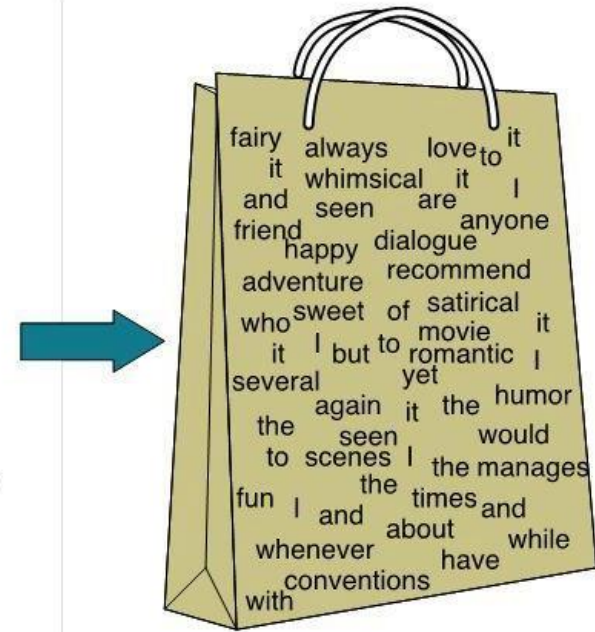 fairy always love to it
it whimsical it I
and seen are anyone
friend happy dialogue
adventure recommend
who sweet of satirical it
it I but to movie romantic I
several yet
again it the humor
the seen would
to scenes I the manages
fun I and the times and
about while
whenever have
conventions
with